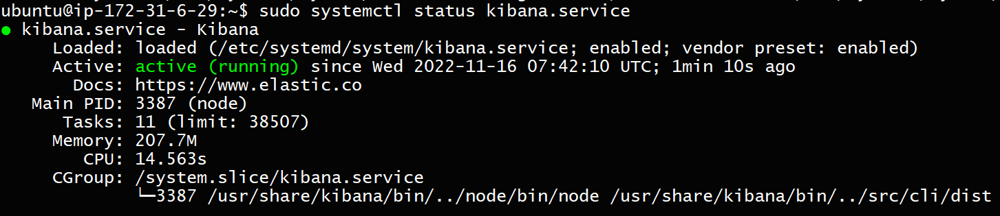 ubuntu@ip-172-31-6-29:~$ sudo systemctl status kibana.service
● kibana.service - Kibana
Loaded: loaded (/etc/systemd/system/kibana.service; enabled; vendor preset: enabled)
Active: active (running) since Wed 2022-11-16 07:42:10 UTC; 1min 10s ago
Docs: https://www.elastic.co
Main PID: 3387 (node)
Tasks: 11 (limit: 38507)
Memory: 207.7M
CPU: 14.563s
CGroup: /system.slice/kibana.service
└─3387 /usr/share/kibana/bin/../node/bin/node /usr/share/kibana/bin/../src/cli/dist